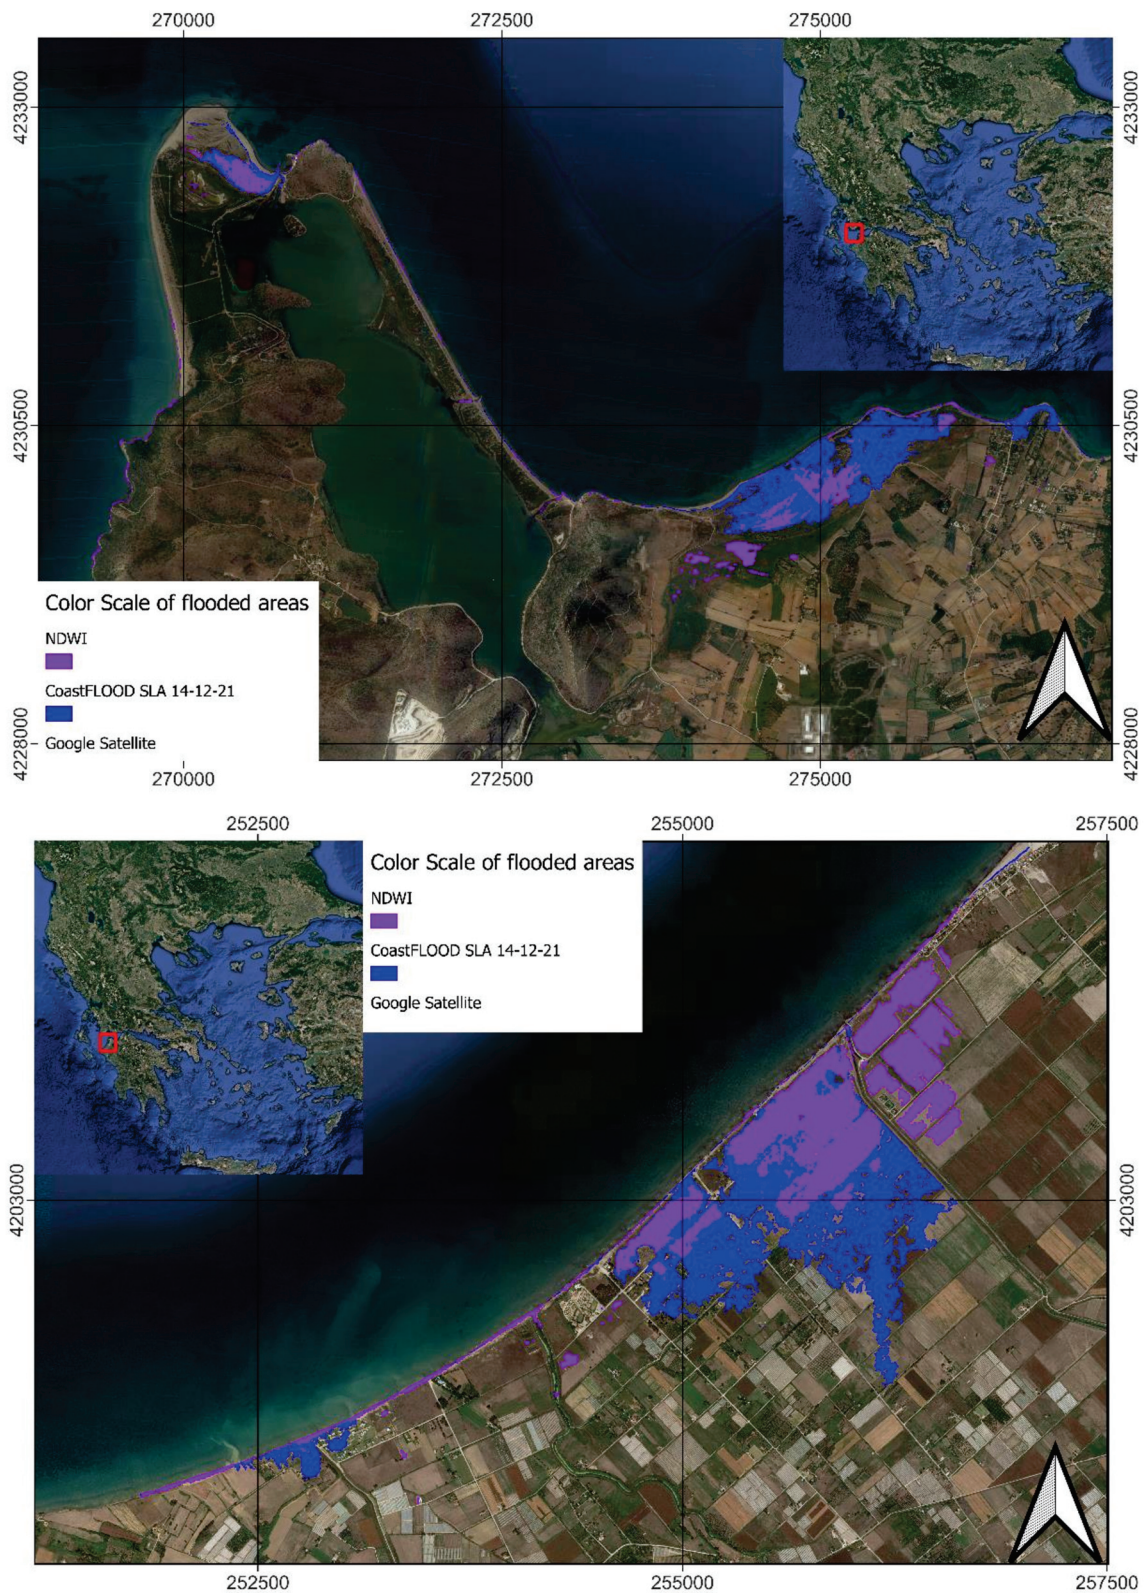 270000 272500 275000
4233000 4233000
4230500 4230500
Color Scale of flooded areas
NDWI
CoastFLOOD SLA 14-12-21
Google Satellite
4228000 4228000
270000 272500 275000
252500 255000 257500
Color Scale of flooded areas
NDWI
CoastFLOOD SLA 14-12-21
Google Satellite
4203000 4203000
252500 255000 257500